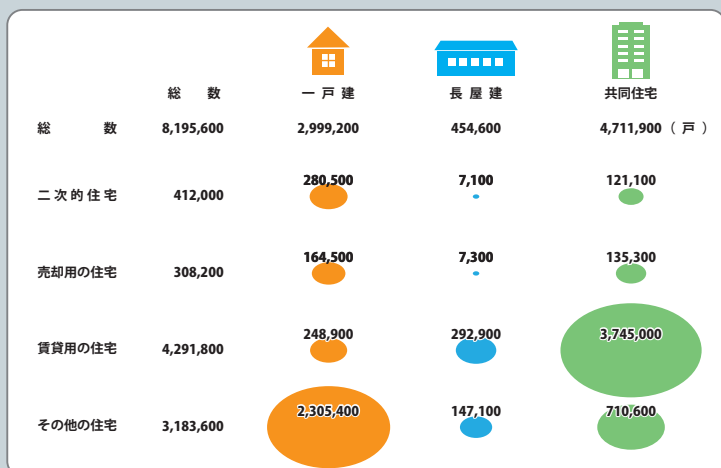 総数 一戸建 長屋建 共同住宅
総数 8,195,600 2,999,200 454,600 4,711,900（戸）
二次的住宅 412,000 280,500 7,100 121,100
売却用の住宅 308,200 164,500 7,300 135,300
賃貸用の住宅 4,291,800 248,900 292,900 3,745,000
その他の住宅 3,183,600 2,305,400 147,100 710,600